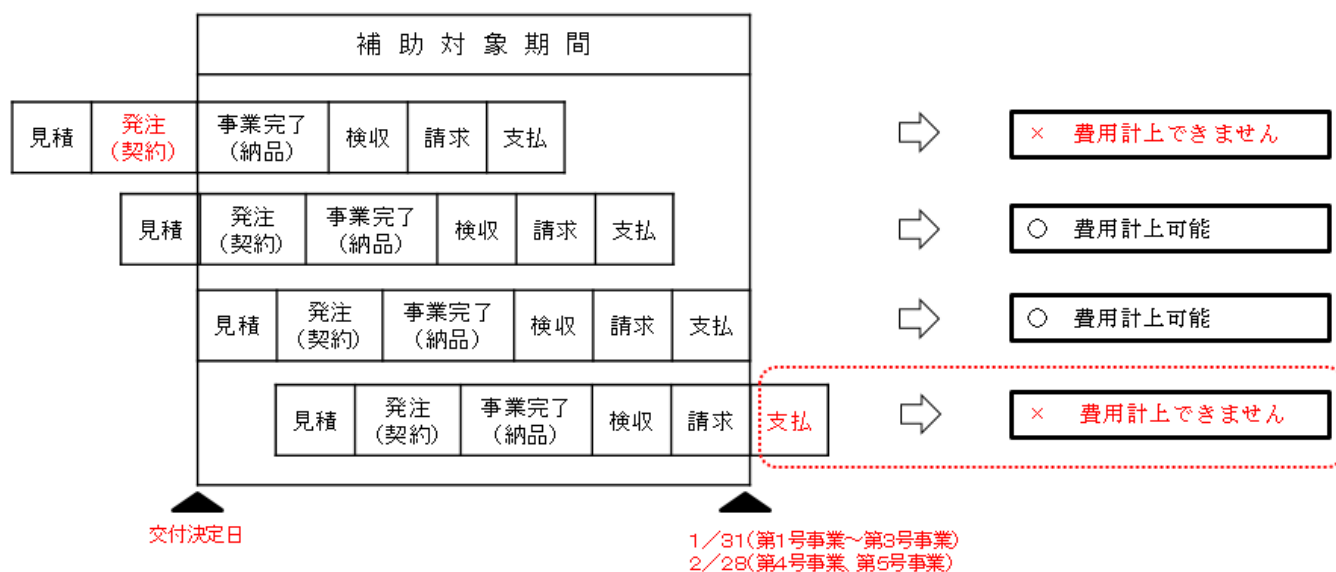 補助対象期間
見積
発注
(契約)
事業完了
(納品)
検収
請求
支払
× 費用計上できません
見積
発注
(契約)
事業完了
(納品)
検収
請求
支払
○ 費用計上可能
見積
発注
(契約)
事業完了
(納品)
検収
請求
支払
○ 費用計上可能
見積
発注
(契約)
事業完了
(納品)
検収
請求
支払
× 費用計上できません
交付決定日
1/31(第1号事業~第3号事業)
2/28(第4号事業、第5号事業)